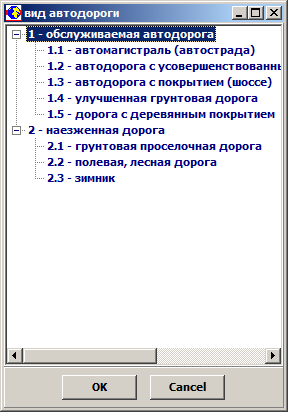 вид автодороги
1 - обслуживаемая автодорога
1.1 - автомагистраль (автострада)
1.2 - автодорога с усовершенствованны
1.3 - автодорога с покрытием (шоссе)
1.4 - улучшенная грунтовая дорога
1.5 - дорога с деревянным покрытием
2 - наезженная дорога
2.1 - грунтовая проселочная дорога
2.2 - полевая, лесная дорога
2.3 - зимник
OK Cancel